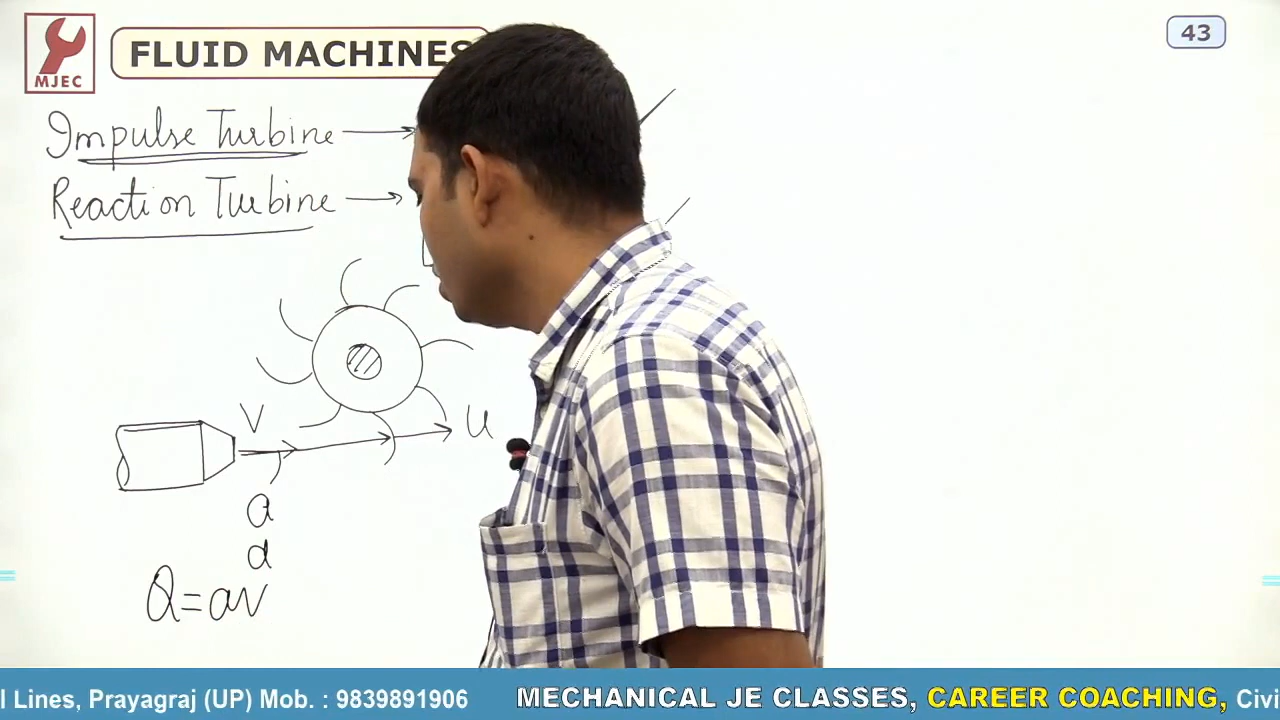 MJEC
FLUID MACHINES
43
Impulse Turbine
Reaction Turbine
V
u
a
d
Q=av
l Lines, Prayagraj (UP) Mob. : 9839891906 MECHANICAL JE CLASSES, CAREER COACHING, Civi